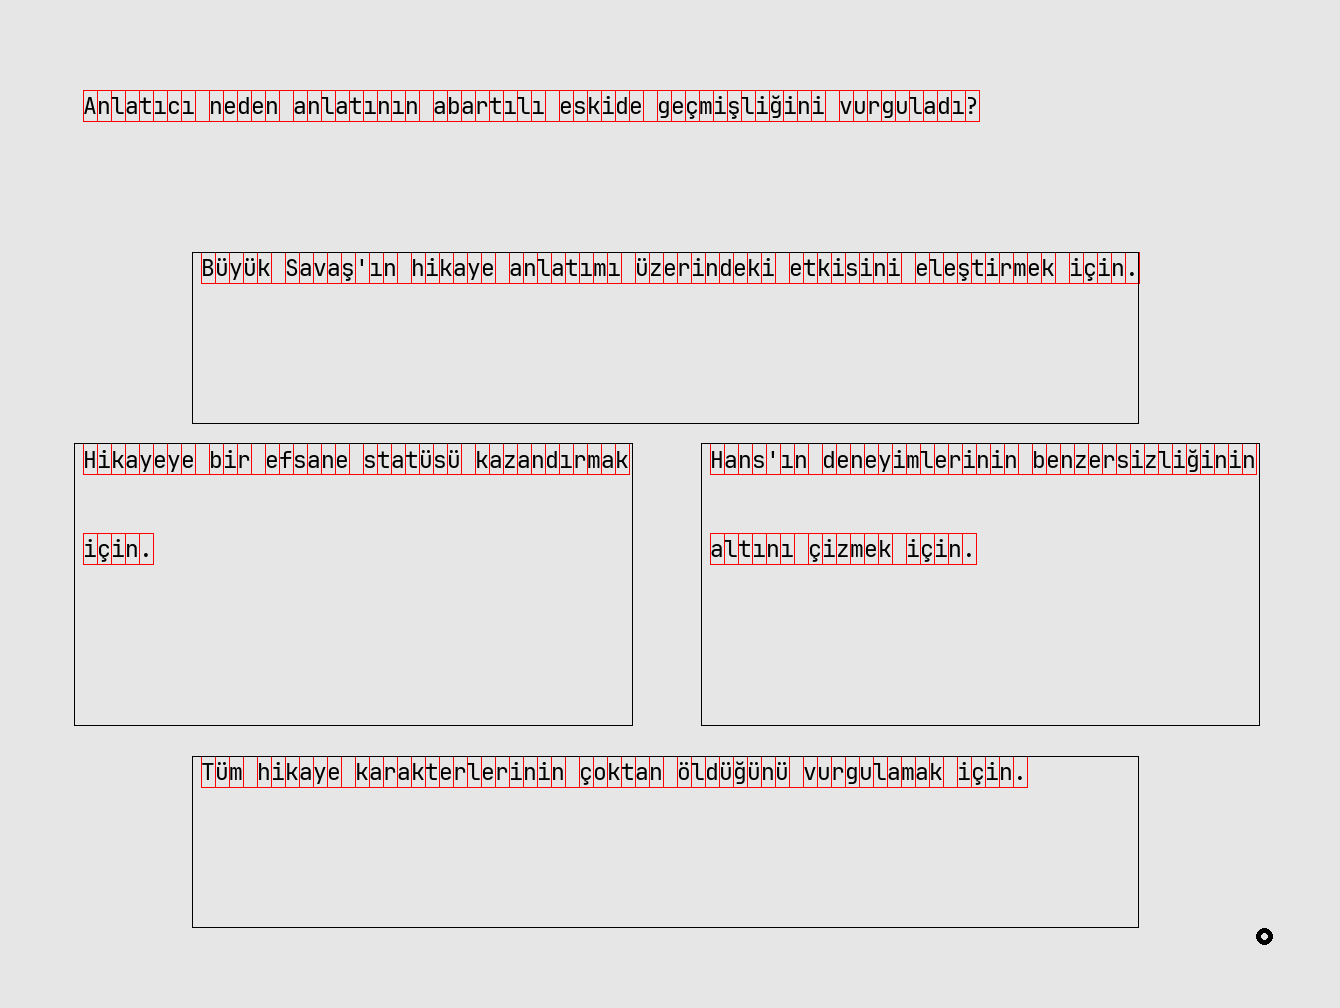 Anlatıcı neden anlatının abartılı eskide geçmişliğini vurguladı?
Büyük Savaş'ın hikaye anlatımı üzerindeki etkisini eleştirmek için.
Hikayeye bir efsane statüsü kazandırmak
için.
Hans'ın deneyimlerinin benzersizliğinin
altını çizmek için.
Tüm hikaye karakterlerinin çoktan öldüğünü vurgulamak için.